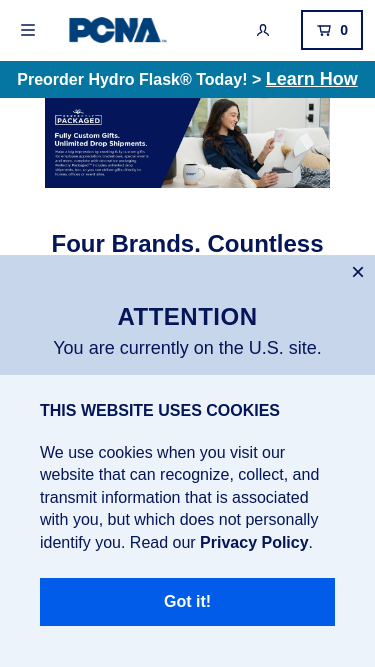 PCNA
0
Preorder Hydro Flask® Today! > Learn How
PACKAGED
Fully Custom Gifts.
Unlimited Drop Shipments.
Four Brands. Countless
×
ATTENTION
You are currently on the U.S. site.
THIS WEBSITE USES COOKIES
We use cookies when you visit our
website that can recognize, collect, and
transmit information that is associated
with you, but which does not personally
identify you. Read our Privacy Policy.
Got it!